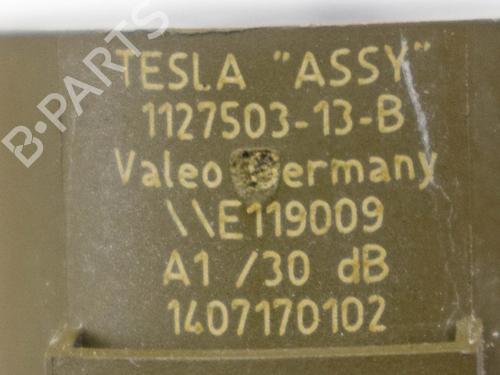 TESLA "ASSY"
1127503-13-B
Valeo Germany
\\E119009
A1 /30 dB
1407170102
B-PARTS